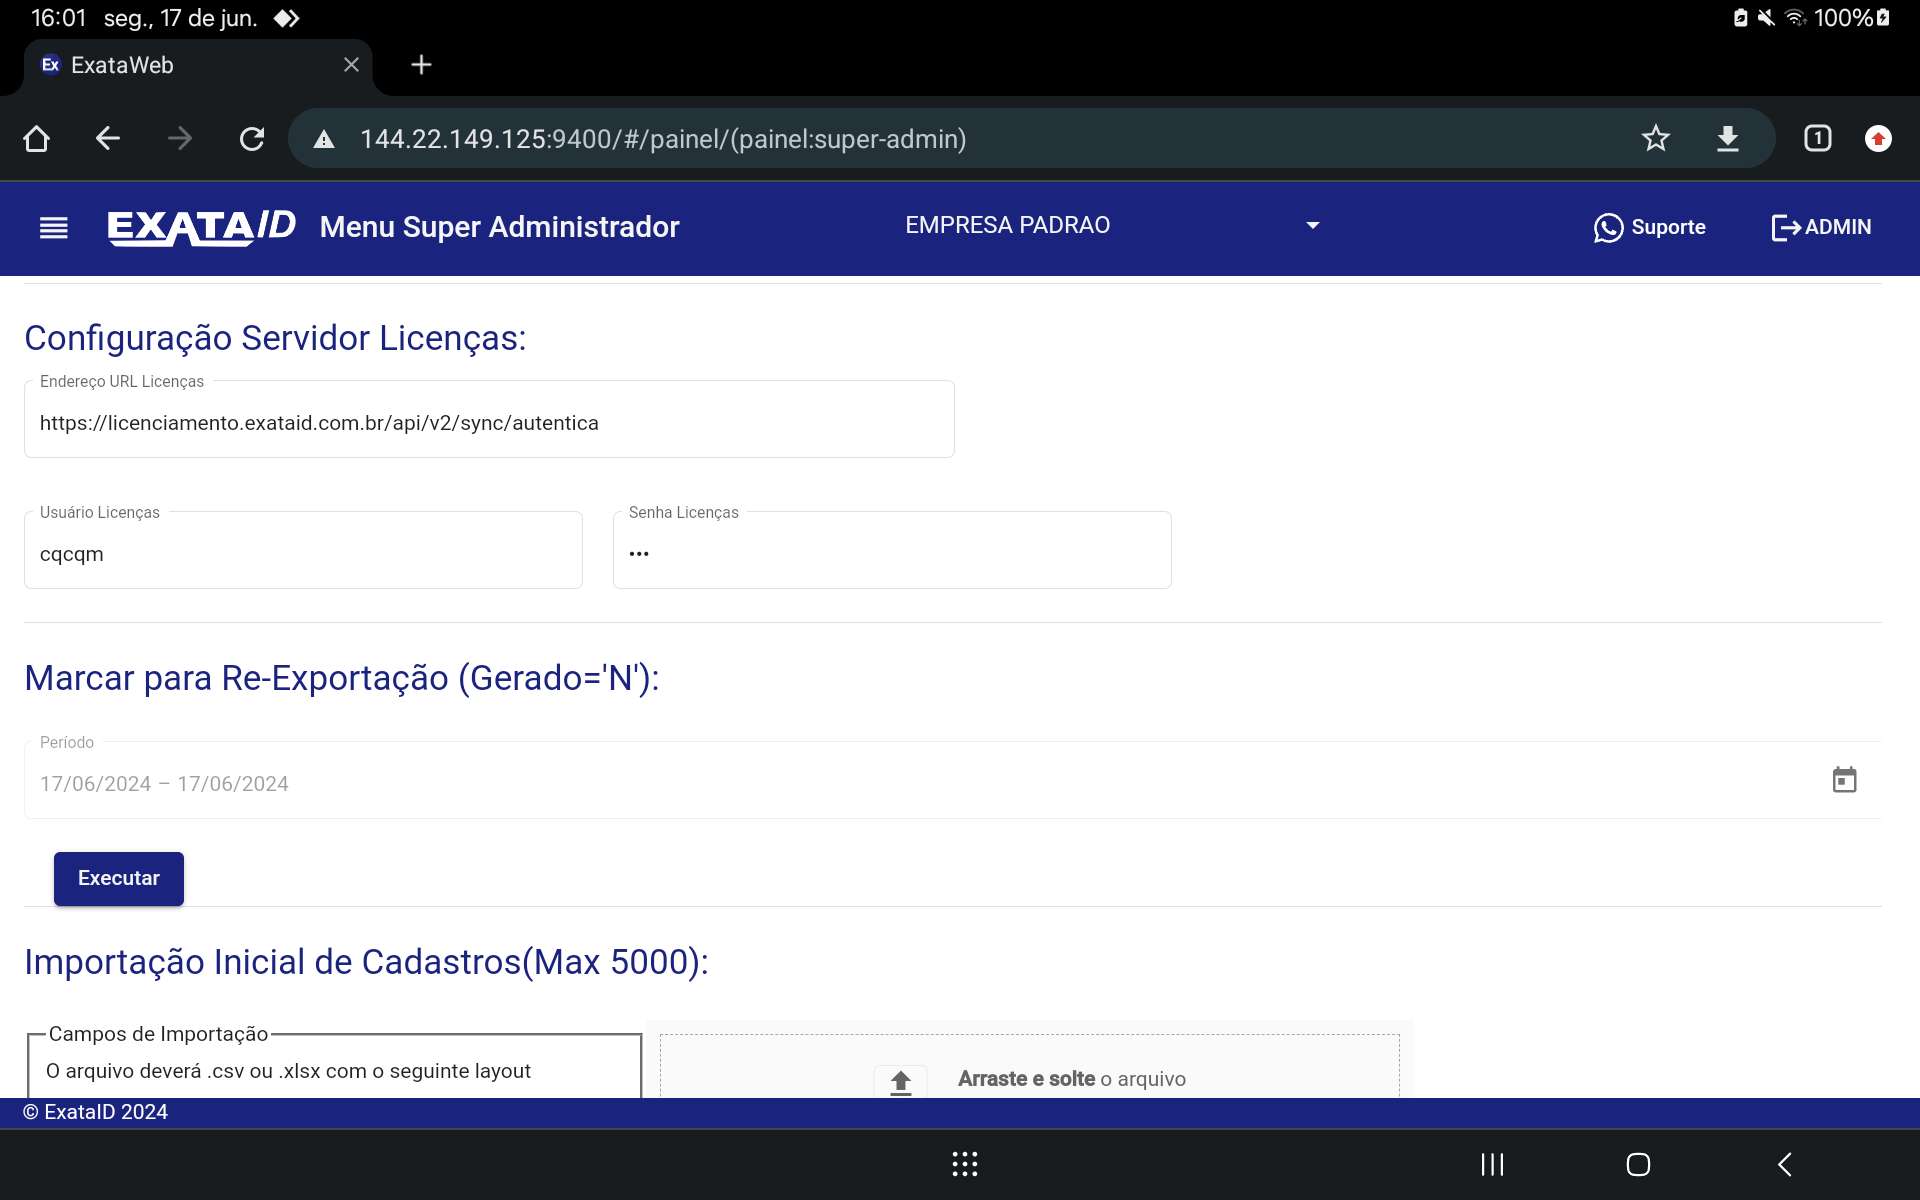 16:01 seg., 17 de jun. 100%
Ex ExataWeb
144.22.149.125:9400/#/painel/(painel:super-admin) 1
EXATAID Menu Super Administrador EMPRESA PADRAO Suporte ADMIN
Configuração Servidor Licenças:
Endereço URL Licenças
https://licenciamento.exataid.com.br/api/v2/sync/autentica
Usuário Licenças Senha Licenças
cqcqm •••
Marcar para Re-Exportação (Gerado='N'):
Período
17/06/2024 – 17/06/2024
Executar
Importação Inicial de Cadastros(Max 5000):
Campos de Importação
O arquivo deverá .csv ou .xlsx com o seguinte layout
Arraste e solte o arquivo
© ExataID 2024